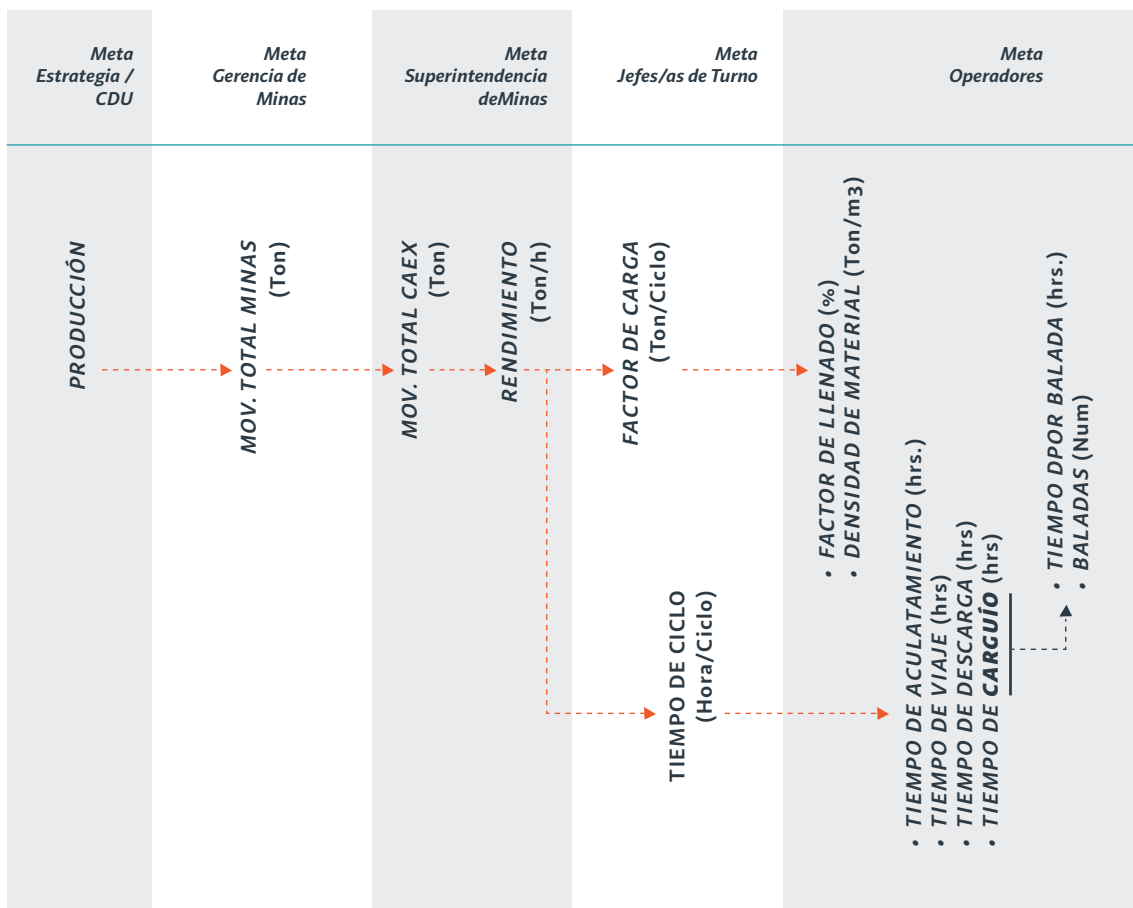 Meta
Estrategia /
CDU
Meta
Gerencia de
Minas
Meta
Superintendencia
deMinas
Meta
Jefes/as de Turno
Meta
Operadores
PRODUCCIÓN
MOV. TOTAL MINAS
(Ton)
MOV. TOTAL CAEX
(Ton)
RENDIMIENTO
(Ton/h)
FACTOR DE CARGA
(Ton/Ciclo)
TIEMPO DE CICLO
(Hora/Ciclo)
• FACTOR DE LLENADO (%)
• DENSIDAD DE MATERIAL (Ton/m3)
• TIEMPO DE ACULATAMIENTO (hrs.)
• TIEMPO DE VIAJE (hrs)
• TIEMPO DE DESCARGA (hrs)
• TIEMPO DE CARGUÍO (hrs)
• TIEMPO DPOR BALADA (hrs.)
• BALADAS (Num)